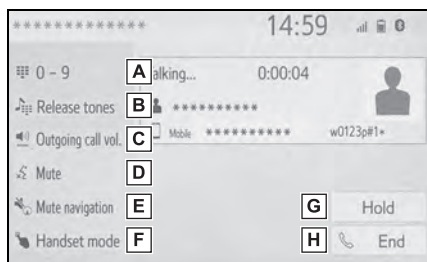 ************* 14:59
0 - 9 A alking... 0:00:04
Release tones B **********
Outgoing call vol. C Mobile ********** w0123p#1*
Mute D
Mute navigation E G Hold
Handset mode F H End